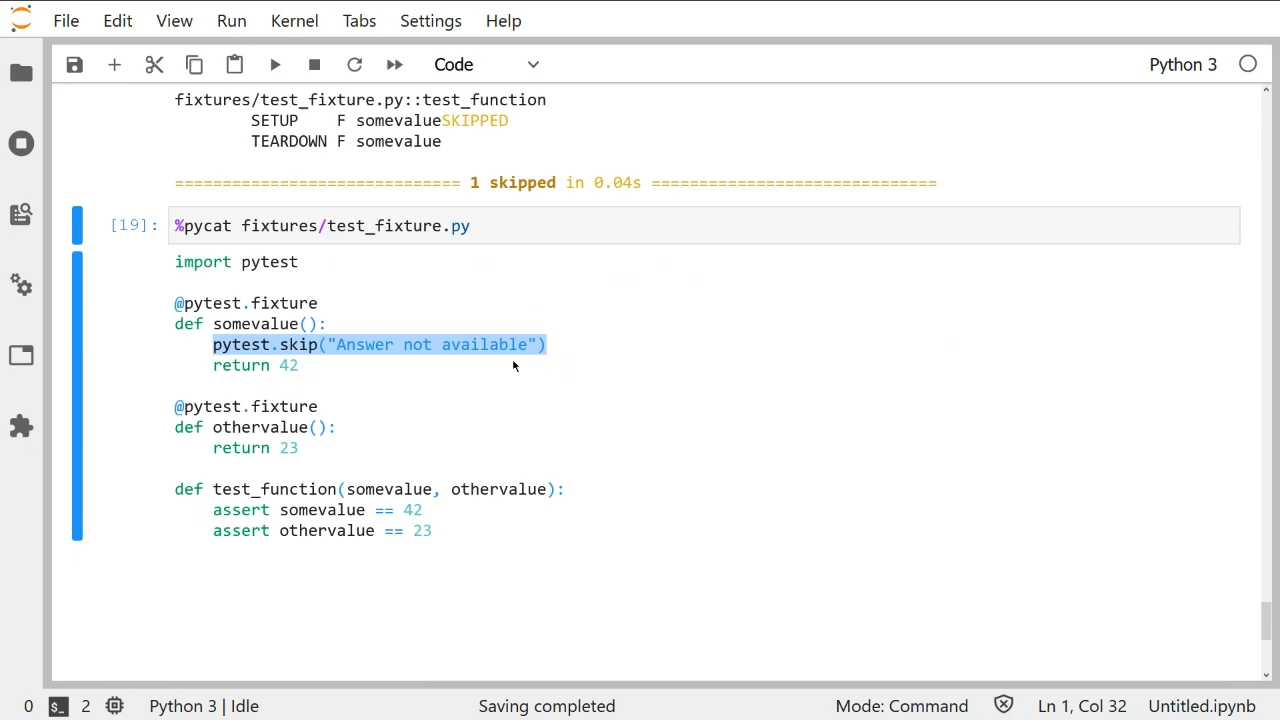 File Edit View Run Kernel Tabs Settings Help
Code Python 3
fixtures/test_fixture.py::test_function
SETUP    F somevalueSKIPPED
TEARDOWN F somevalue
============================== 1 skipped in 0.04s ==============================
[19]: %pycat fixtures/test_fixture.py
import pytest
@pytest.fixture
def somevalue():
    pytest.skip("Answer not available")
    return 42
@pytest.fixture
def othervalue():
    return 23
def test_function(somevalue, othervalue):
    assert somevalue == 42
    assert othervalue == 23
0 $_ 2 Python 3 | Idle Saving completed Mode: Command Ln 1, Col 32 Untitled.ipynb